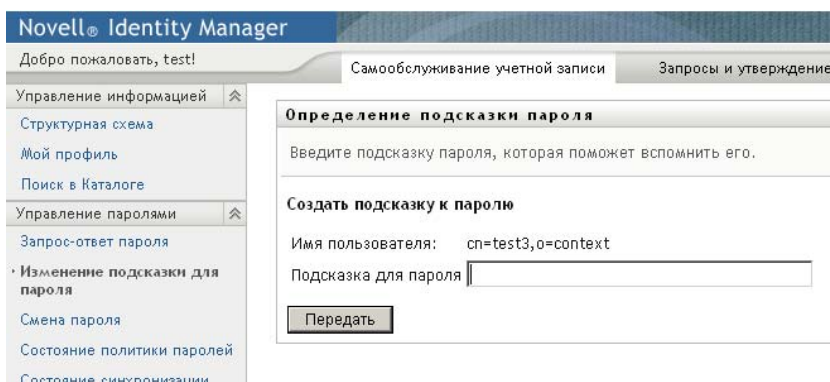 Novell® Identity Manager
Добро пожаловать, test!
Самообслуживание учетной записи
Запросы и утверждение
Управление информацией
Структурная схема
Мой профиль
Поиск в Каталоге
Управление паролями
Запрос-ответ пароля
Изменение подсказки для
пароля
Смена пароля
Состояние политики паролей
Состояние синхронизации
Определение подсказки пароля
Введите подсказку пароля, которая поможет вспомнить его.
Создать подсказку к паролю
Имя пользователя: cn=test3,o=context
Подсказка для пароля
Передать